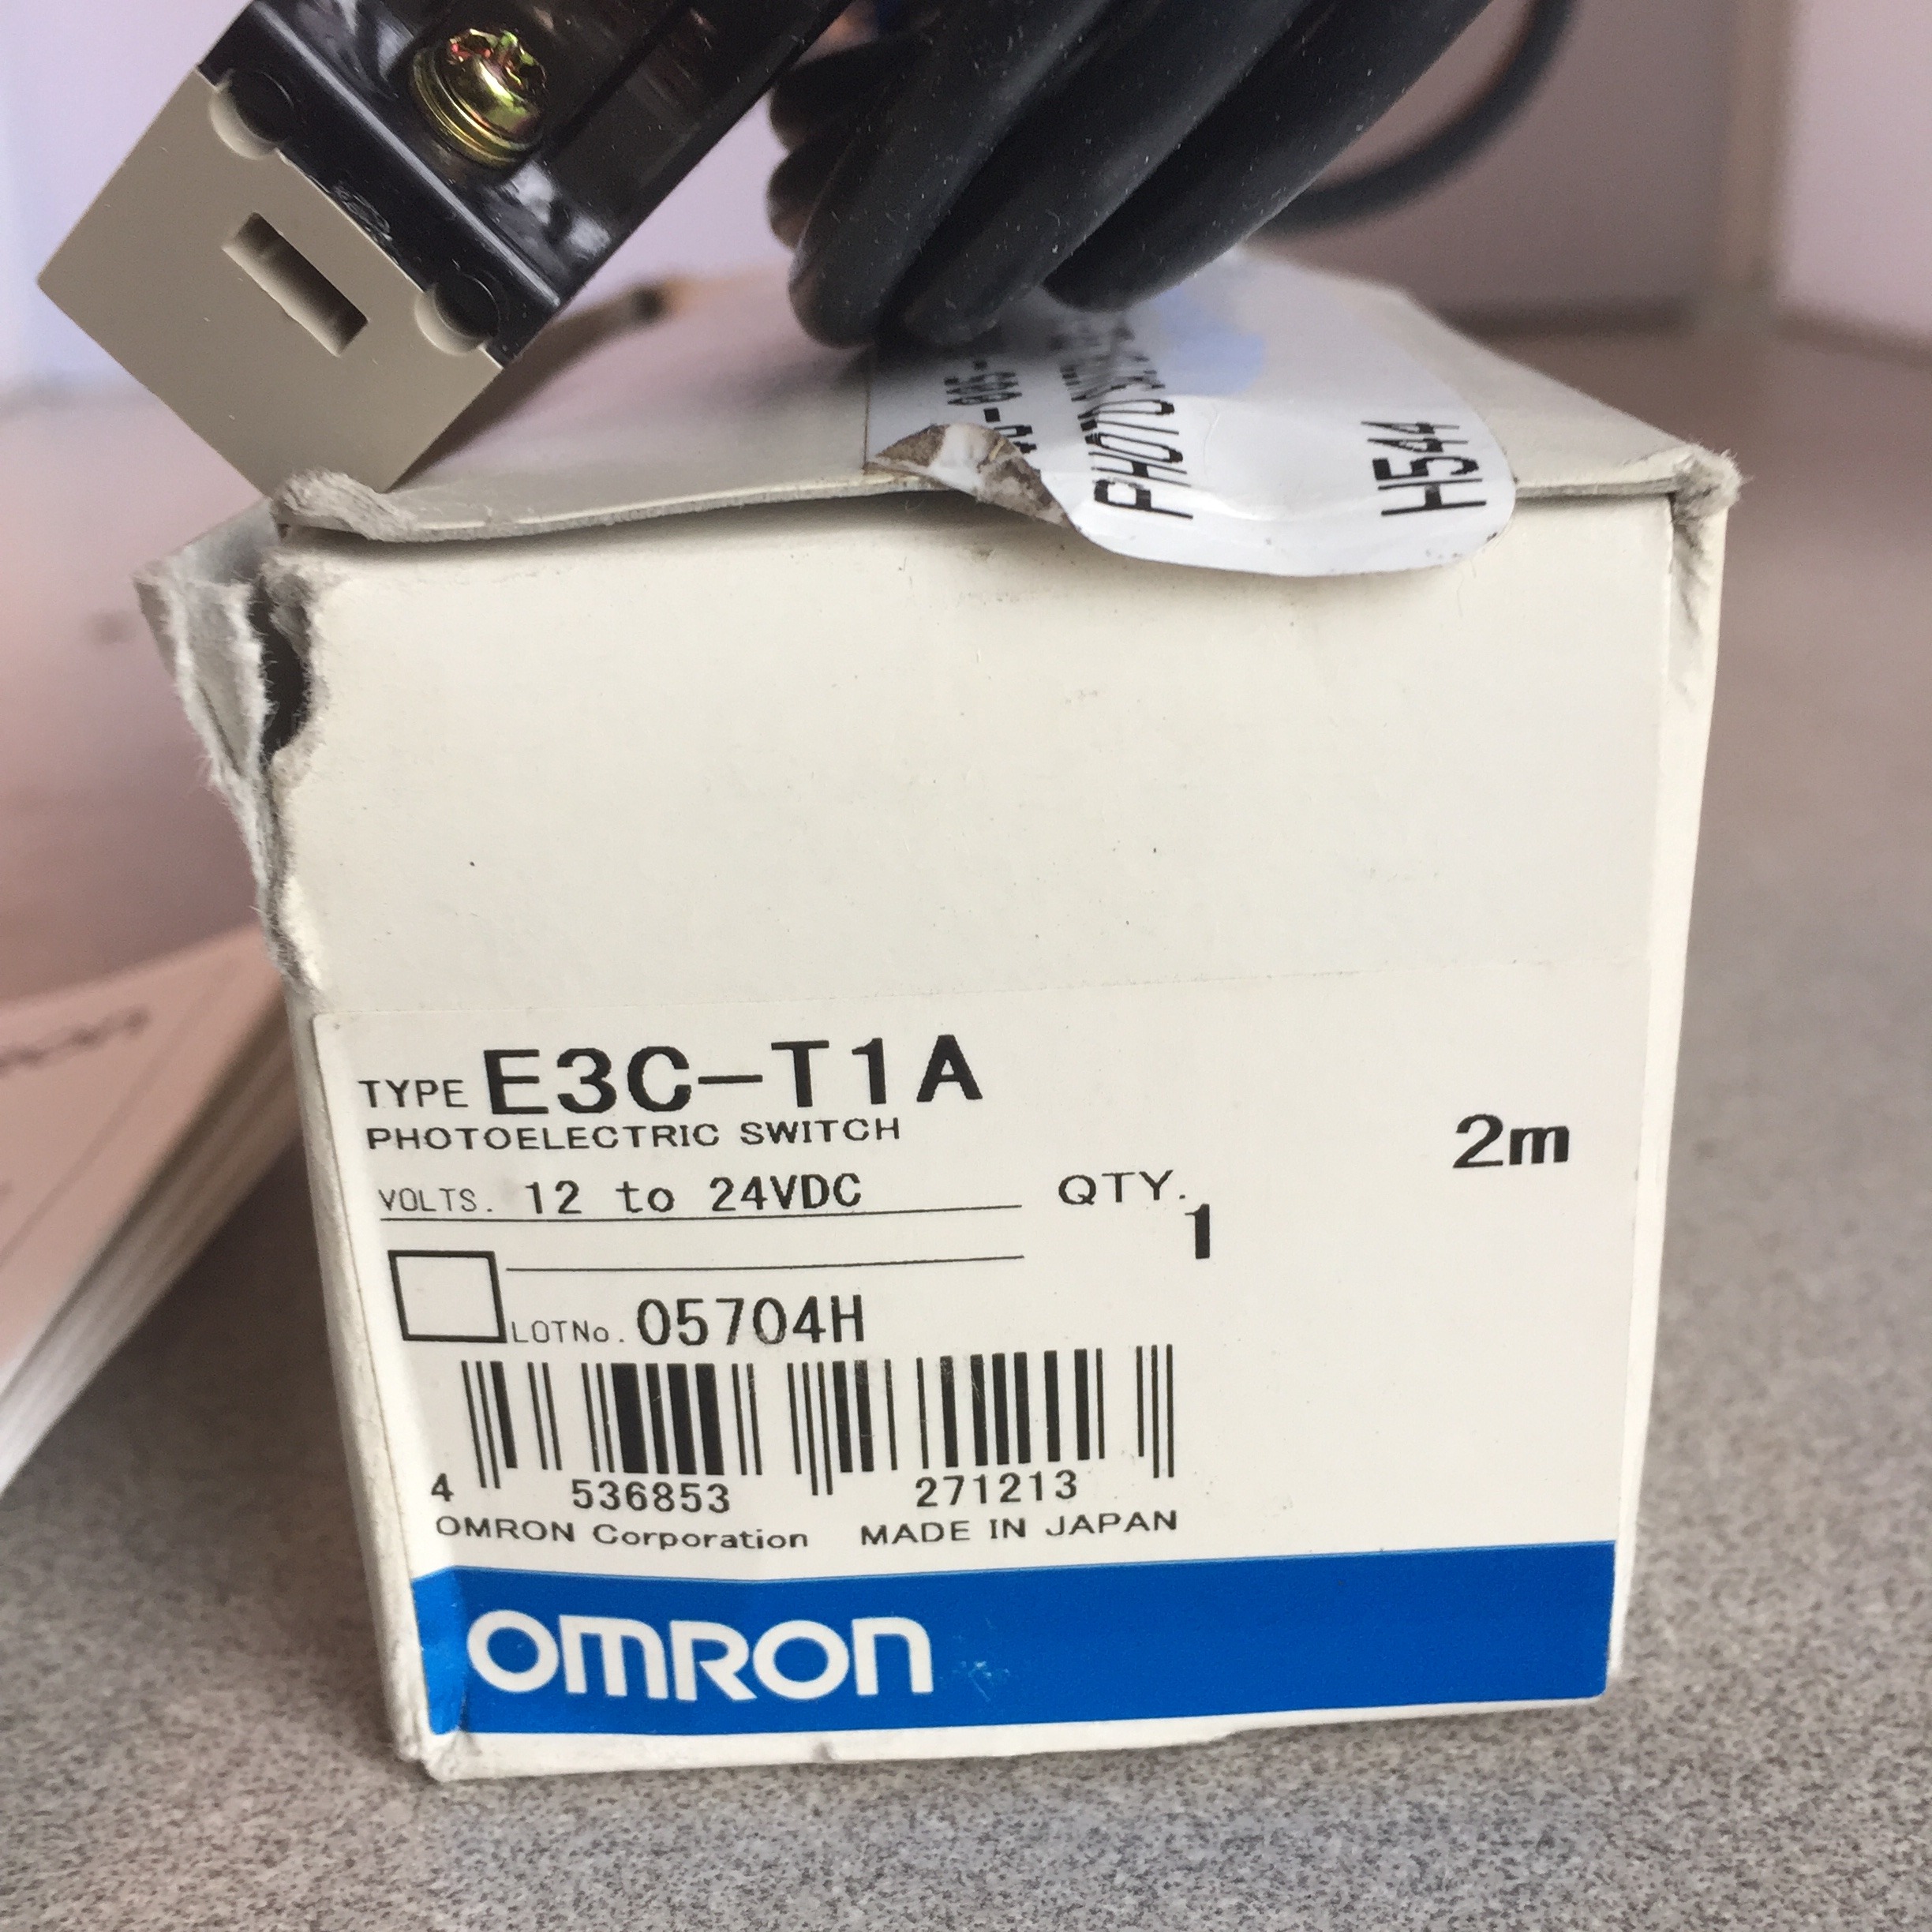 PHOTO
H544
TYPE E3C-T1A
PHOTOELECTRIC SWITCH
2m
VOLTS. 12 to 24VDC
QTY.
1
LOTNo. 05704H
4 536853 271213
OMRON Corporation MADE IN JAPAN
OMRON